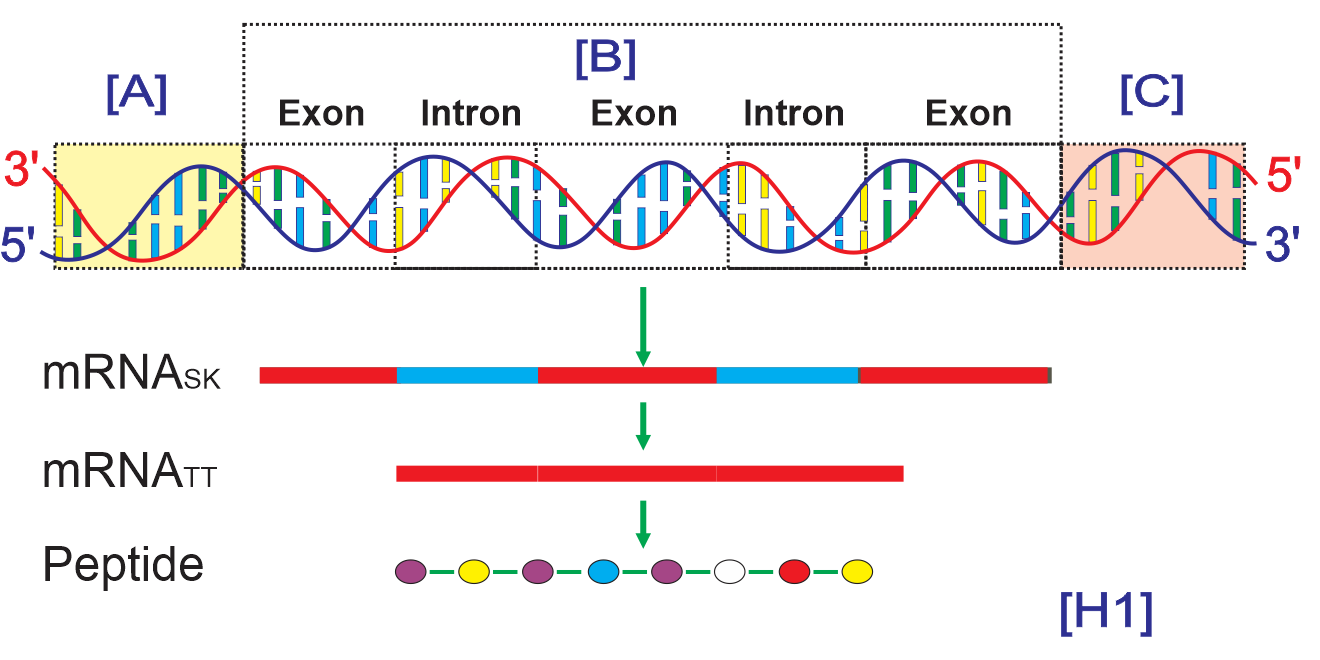 [B]
[A]
[C]
Exon Intron Exon Intron Exon
3' 5'
5' 3'
mRNASK
mRNATT
Peptide
[H1]